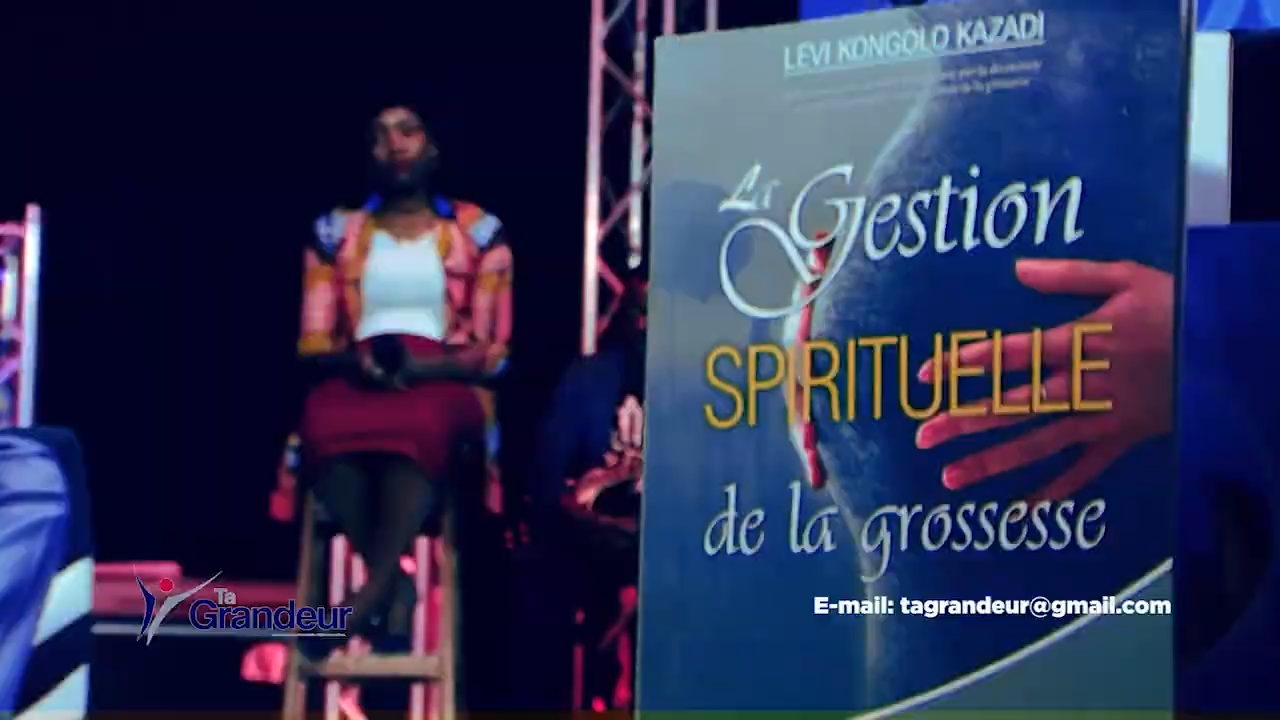 LEVI KONGOLO KAZADI
La Gestion
SPIRITUELLE
de la grossesse
E-mail: tagrandeur@gmail.com
Ta
Grandeur